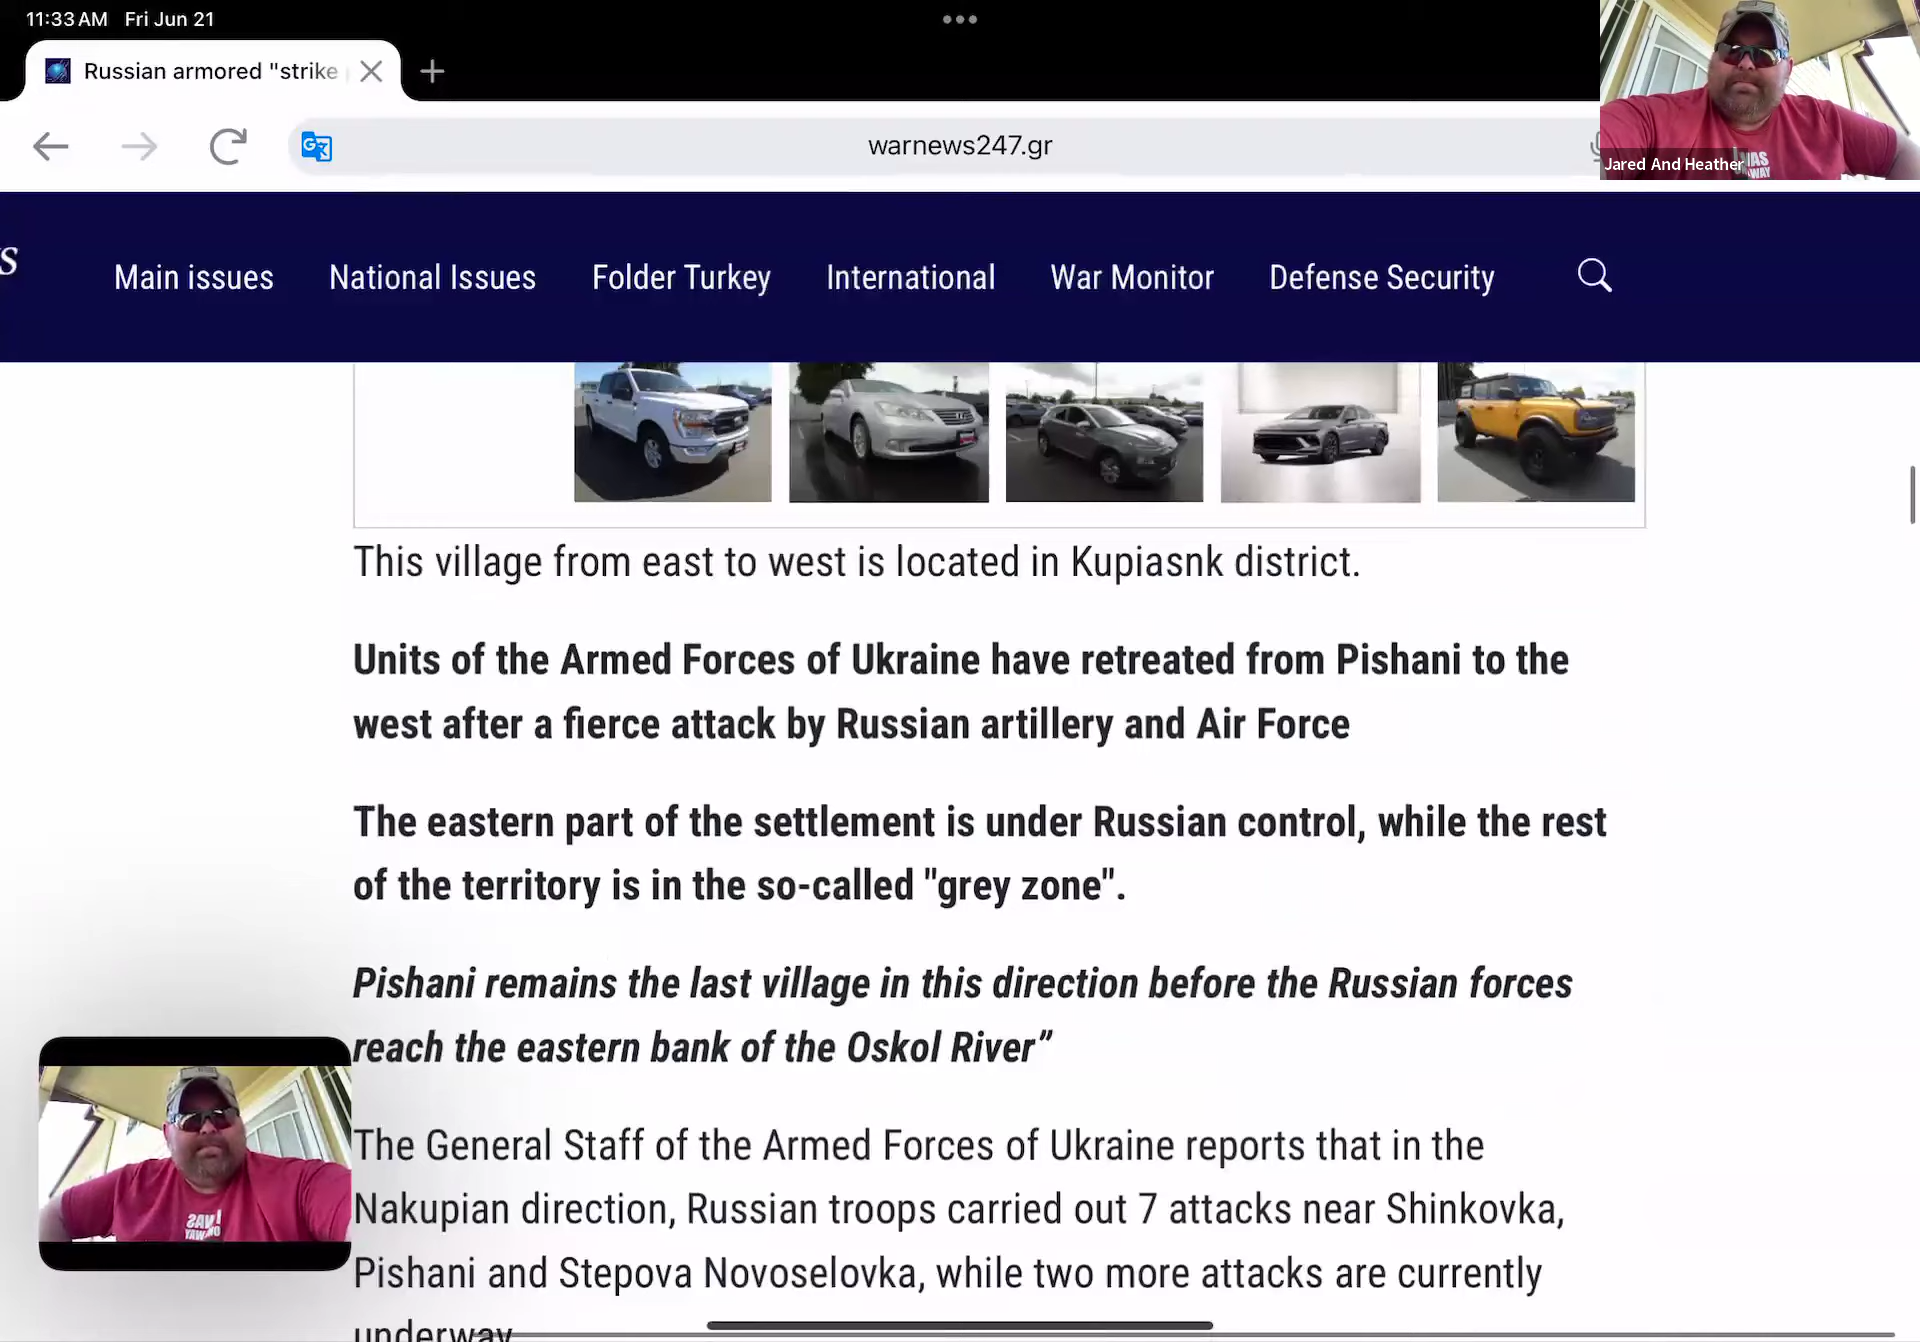 11:33 AM Fri Jun 21
Russian armored "strike
warnews247.gr
Jared And Heather
WAS
WAY
S
Main issues National Issues Folder Turkey International War Monitor Defense Security
This village from east to west is located in Kupiasnk district.
Units of the Armed Forces of Ukraine have retreated from Pishani to the
west after a fierce attack by Russian artillery and Air Force
The eastern part of the settlement is under Russian control, while the rest
of the territory is in the so-called "grey zone".
Pishani remains the last village in this direction before the Russian forces
reach the eastern bank of the Oskol River”
The General Staff of the Armed Forces of Ukraine reports that in the
Nakupian direction, Russian troops carried out 7 attacks near Shinkovka,
Pishani and Stepova Novoselovka, while two more attacks are currently
underway